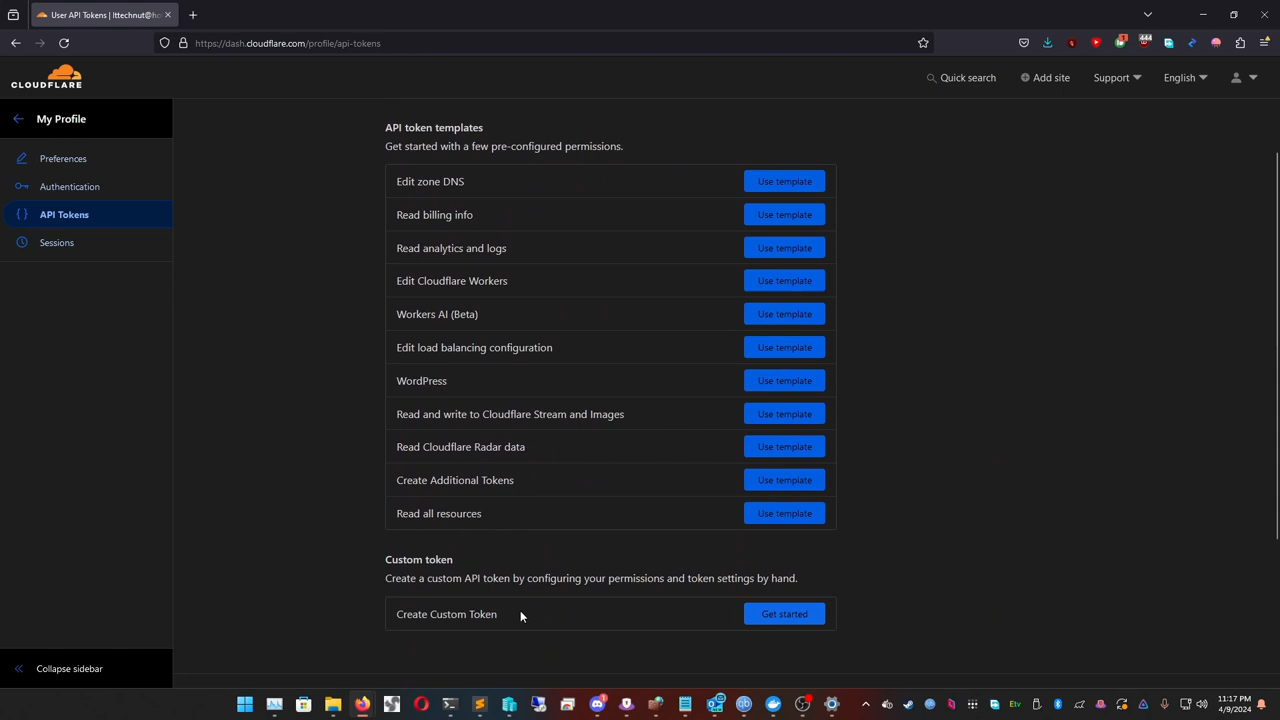 User API Tokens | lttechnut@ho
https://dash.cloudflare.com/profile/api-tokens
1
444
CLOUDFLARE
Quick search
Add site
Support
English
My Profile
Preferences
Authentication
API Tokens
Sessions
Collapse sidebar
API token templates
Get started with a few pre-configured permissions.
Edit zone DNS Use template
Read billing info Use template
Read analytics and logs Use template
Edit Cloudflare Workers Use template
Workers AI (Beta) Use template
Edit load balancing configuration Use template
WordPress Use template
Read and write to Cloudflare Stream and Images Use template
Read Cloudflare Radar data Use template
Create Additional Tokens Use template
Read all resources Use template
Custom token
Create a custom API token by configuring your permissions and token settings by hand.
Create Custom Token Get started
11:17 PM
4/9/2024